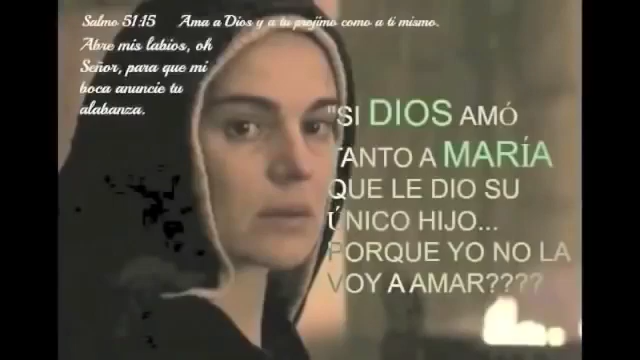 Salmo 51:15 Ama a Dios y a tu projimo como a ti mismo.
Abre mis labios, oh
Señor, para que mi
boca anuncie tu
alabanza.
"SI DIOS AMÓ
TANTO A MARÍA
QUE LE DIO SU
ÚNICO HIJO...
PORQUE YO NO LA
VOY A AMAR????